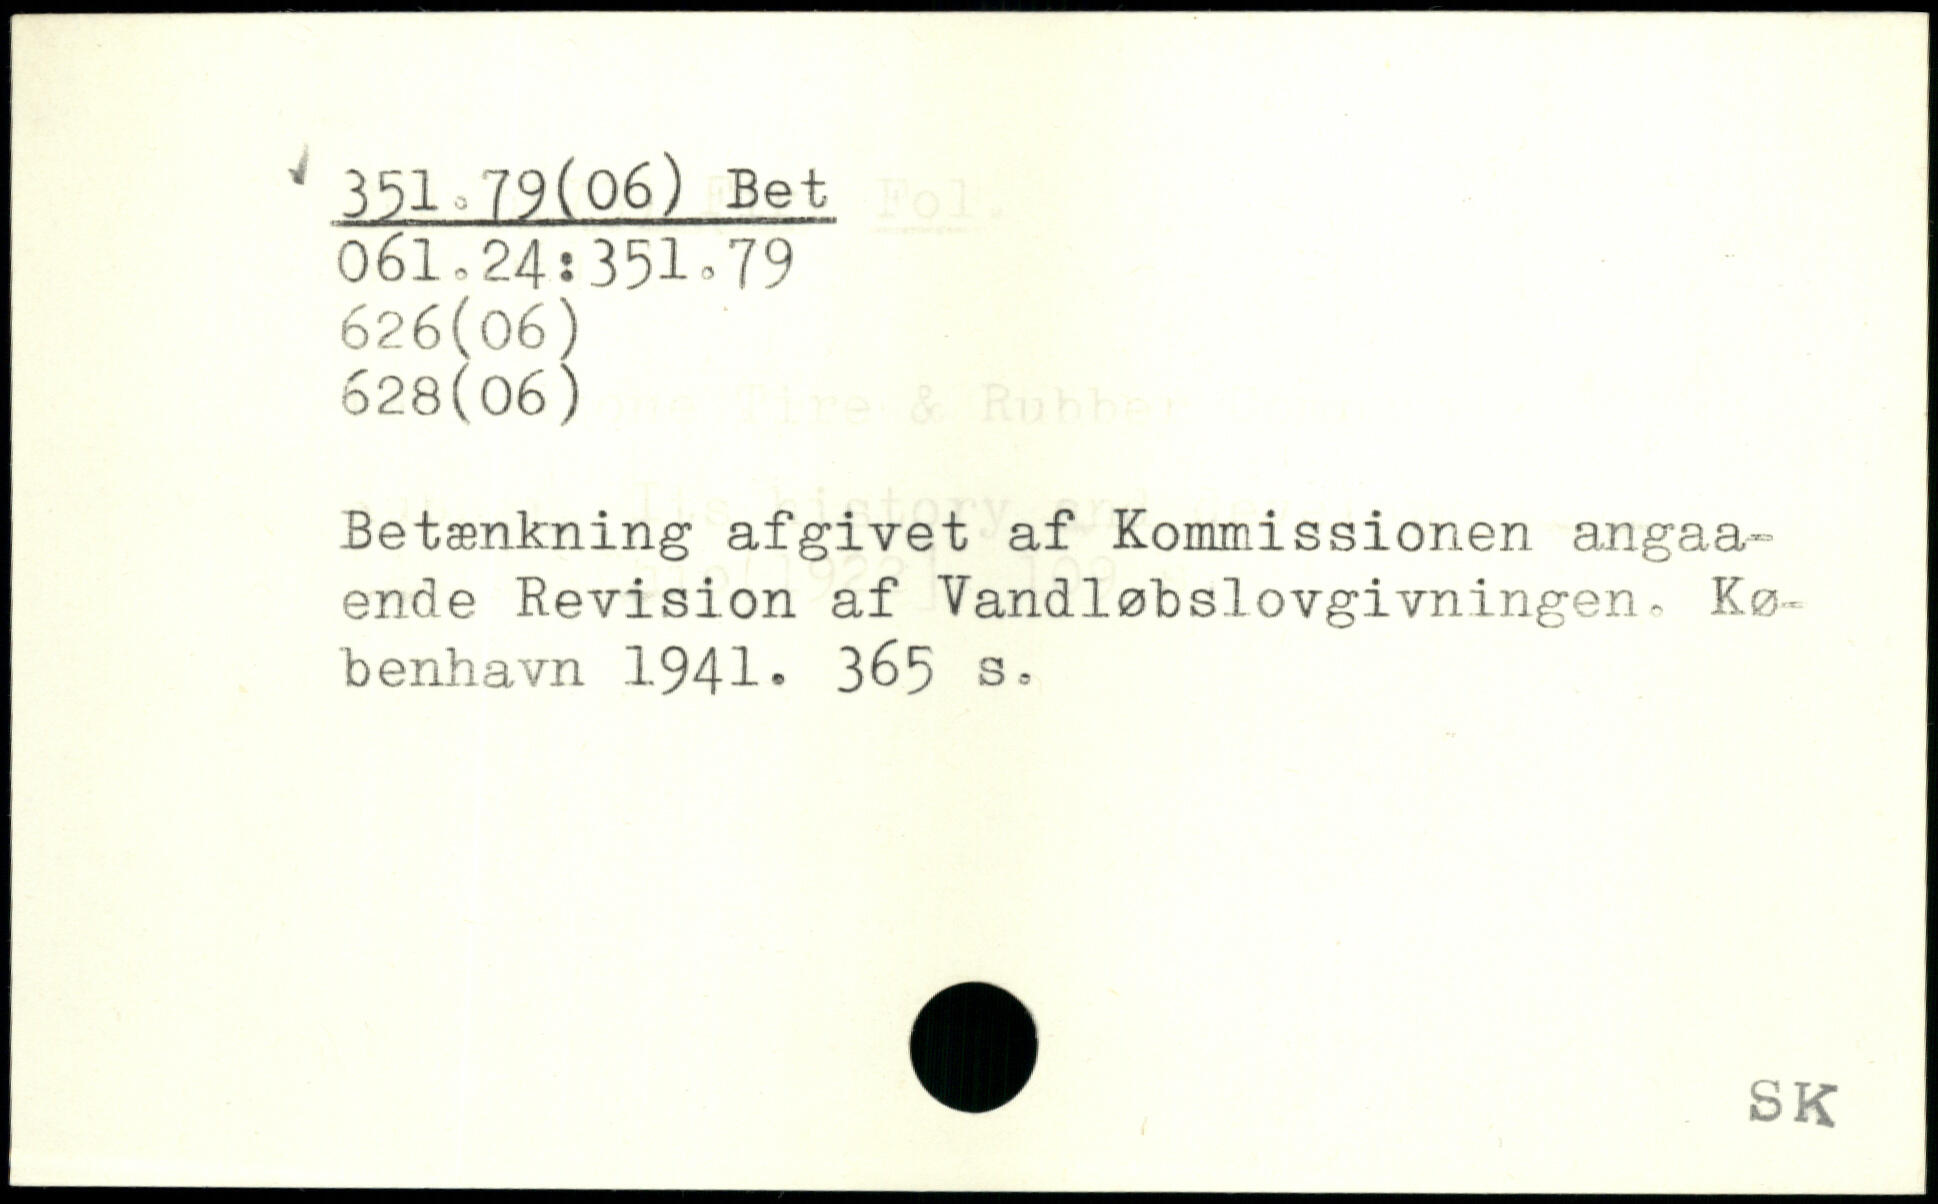 351.79(06) Bet
061.24:351.79
626(06)
628(06)
Betænkning afgivet af Kommissionen angaa-
ende Revision af Vandløbslovgivningen. Kø-
benhavn 1941. 365 s.
SK